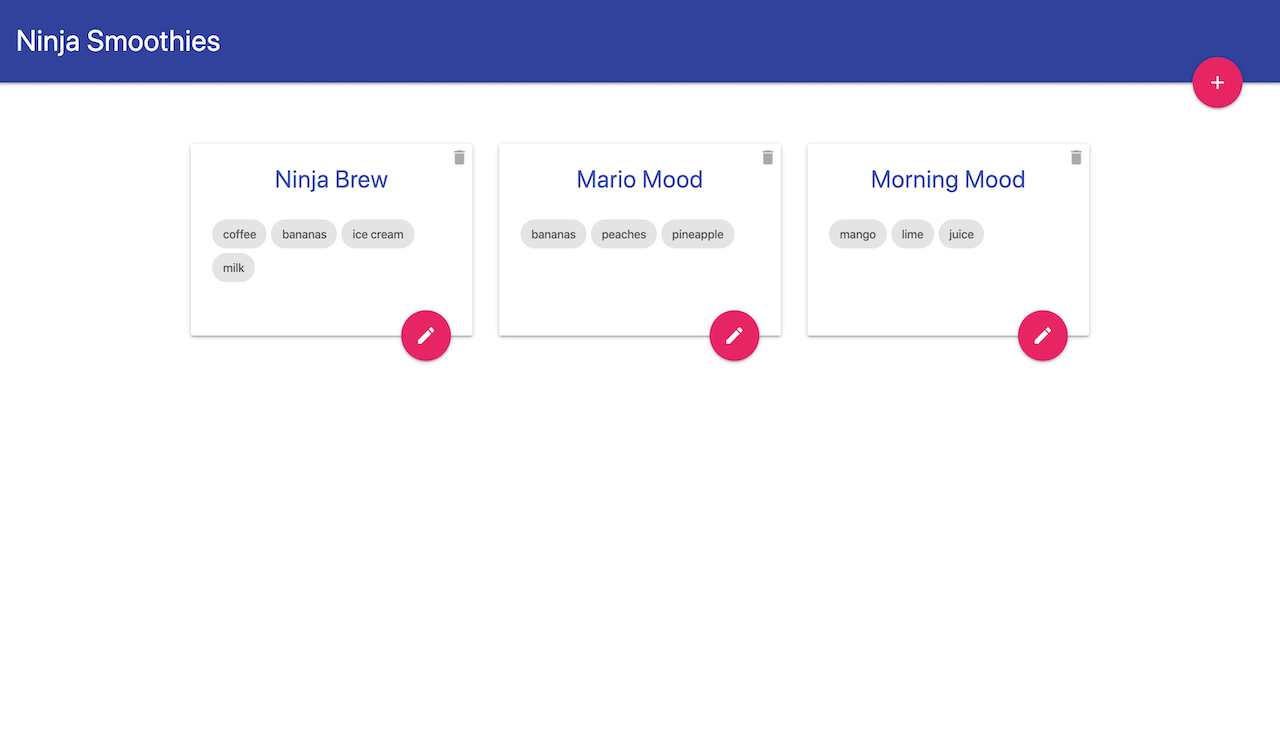 Ninja Smoothies
Ninja Brew
coffee bananas ice cream
milk
Mario Mood
bananas peaches pineapple
Morning Mood
mango lime juice